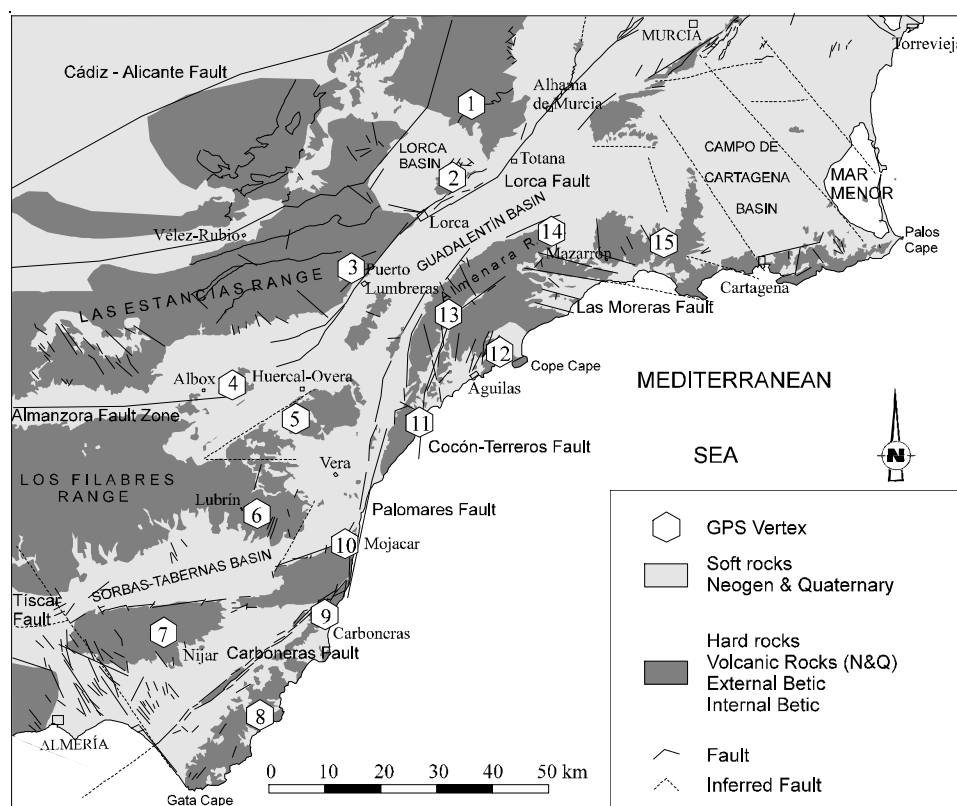 MURCIA
Torrevieja
Cádiz - Alicante Fault
1
Alhama
de Murcia
LORCA
BASIN
2
Totana
Lorca Fault
CAMPO DE
CARTAGENA
BASIN
MAR
MENOR
Lorca
GUADALENTÍN BASIN
14
15
Vélez-Rubio
Mazarrón
Palos
Cape
3
Puerto
Lumbreras
Almenara R.
LAS ESTANCIAS RANGE
Cartagena
13
Las Moreras Fault
12
Cope Cape
Albox
4
Huercal-Overa
Aguilas
MEDITERRANEAN
SEA
Almanzora Fault Zone
5
11
Cocón-Terreros Fault
N
LOS FILABRES
RANGE
Vera
Lubrín
6
Palomares Fault
10
Mojacar
SORBAS-TABERNAS BASIN
Tíscar
Fault
7
Níjar
9
Carboneras
Carboneras Fault
8
ALMERÍA
Gata Cape
0 10 20 30 40 50 km
GPS Vertex
Soft rocks
Neogen & Quaternary
Hard rocks
Volcanic Rocks (N&Q)
External Betic
Internal Betic
Fault
Inferred Fault